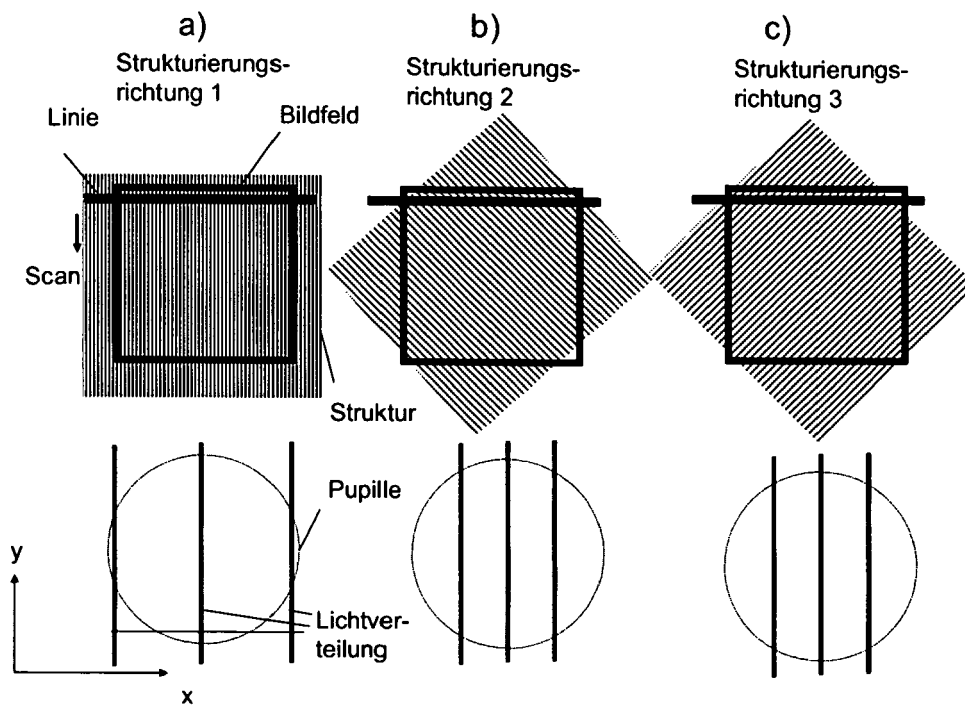 a)
b)
c)
Strukturierungs-
richtung 1
Strukturierungs-
richtung 2
Strukturierungs-
richtung 3
Linie
Bildfeld
Scan
Struktur
Pupille
Lichtver-
teilung
y
x